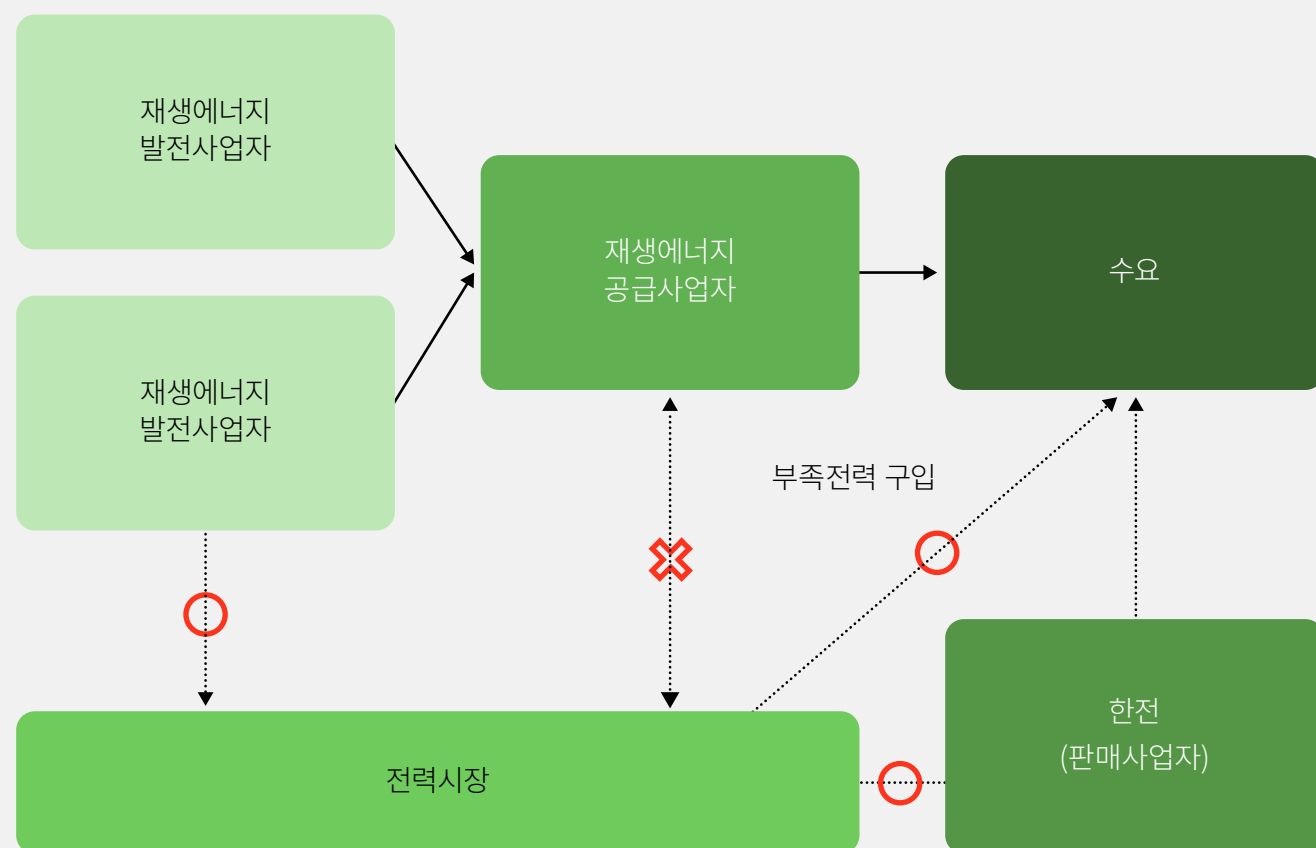 재생에너지
발전사업자
재생에너지
공급사업자
수요
재생에너지
발전사업자
부족전력 구입
한전
(판매사업자)
전력시장